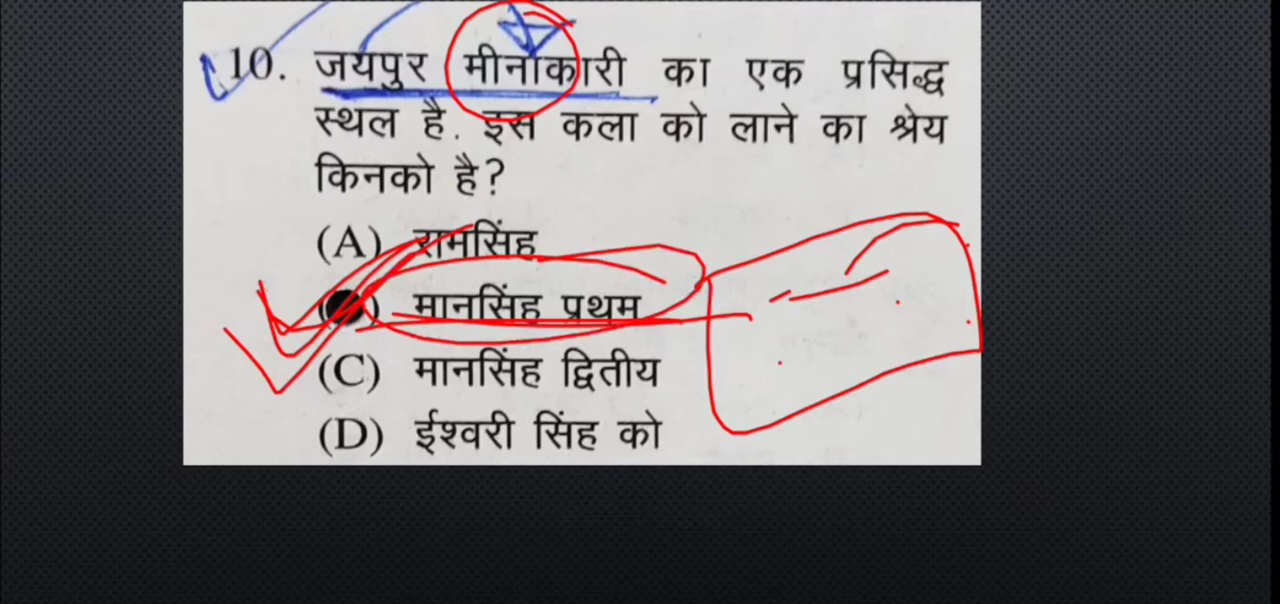 10. जयपुर मीनाकारी का एक प्रसिद्ध
स्थल है. इस कला को लाने का श्रेय
किनको है?
(A) रामसिंह
मानसिंह प्रथम
(C) मानसिंह द्वितीय
(D) ईश्वरी सिंह को